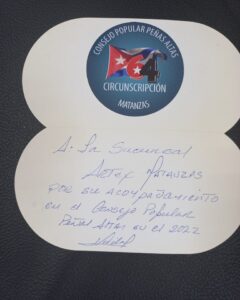 CONSEJO POPULAR PEÑAS ALTAS
64
CIRCUNSCRIPCIÓN
MATANZAS
A. La Sucursal
Artex Matanzas
por su acompañamiento
en el Consejo Popular
Peñas Altas en el 2022